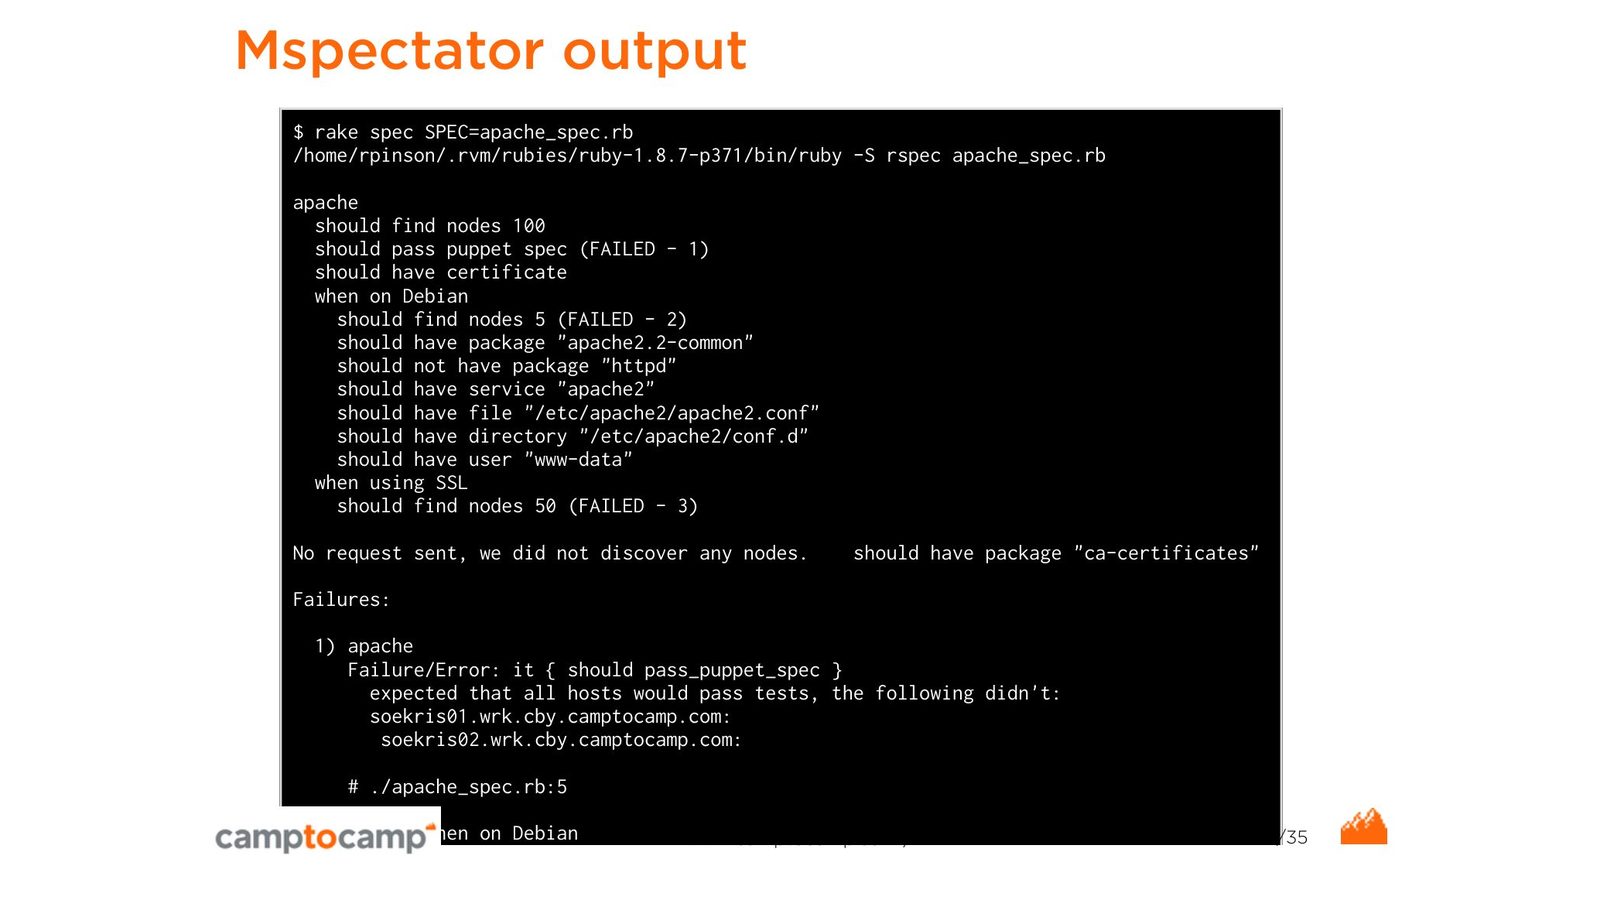 Mspectator output
$ rake spec SPEC=apache_spec.rb
/home/rpinson/.rvm/rubies/ruby-1.8.7-p371/bin/ruby -S rspec apache_spec.rb
apache
should find nodes 100
should pass puppet spec (FAILED - 1)
should have certificate
when on Debian
should find nodes 5 (FAILED - 2)
should have package "apache2.2-common"
should not have package "httpd"
should have service "apache2"
should have file "/etc/apache2/apache2.conf"
should have directory "/etc/apache2/conf.d"
should have user "www-data"
when using SSL
should find nodes 50 (FAILED - 3)
No request sent, we did not discover any nodes.    should have package "ca-certificates"
Failures:
1) apache
Failure/Error: it { should pass_puppet_spec }
expected that all hosts would pass tests, the following didn't:
soekris01.wrk.cby.camptocamp.com:
soekris02.wrk.cby.camptocamp.com:
# ./apache_spec.rb:5
on Debian
camptocamp
/35